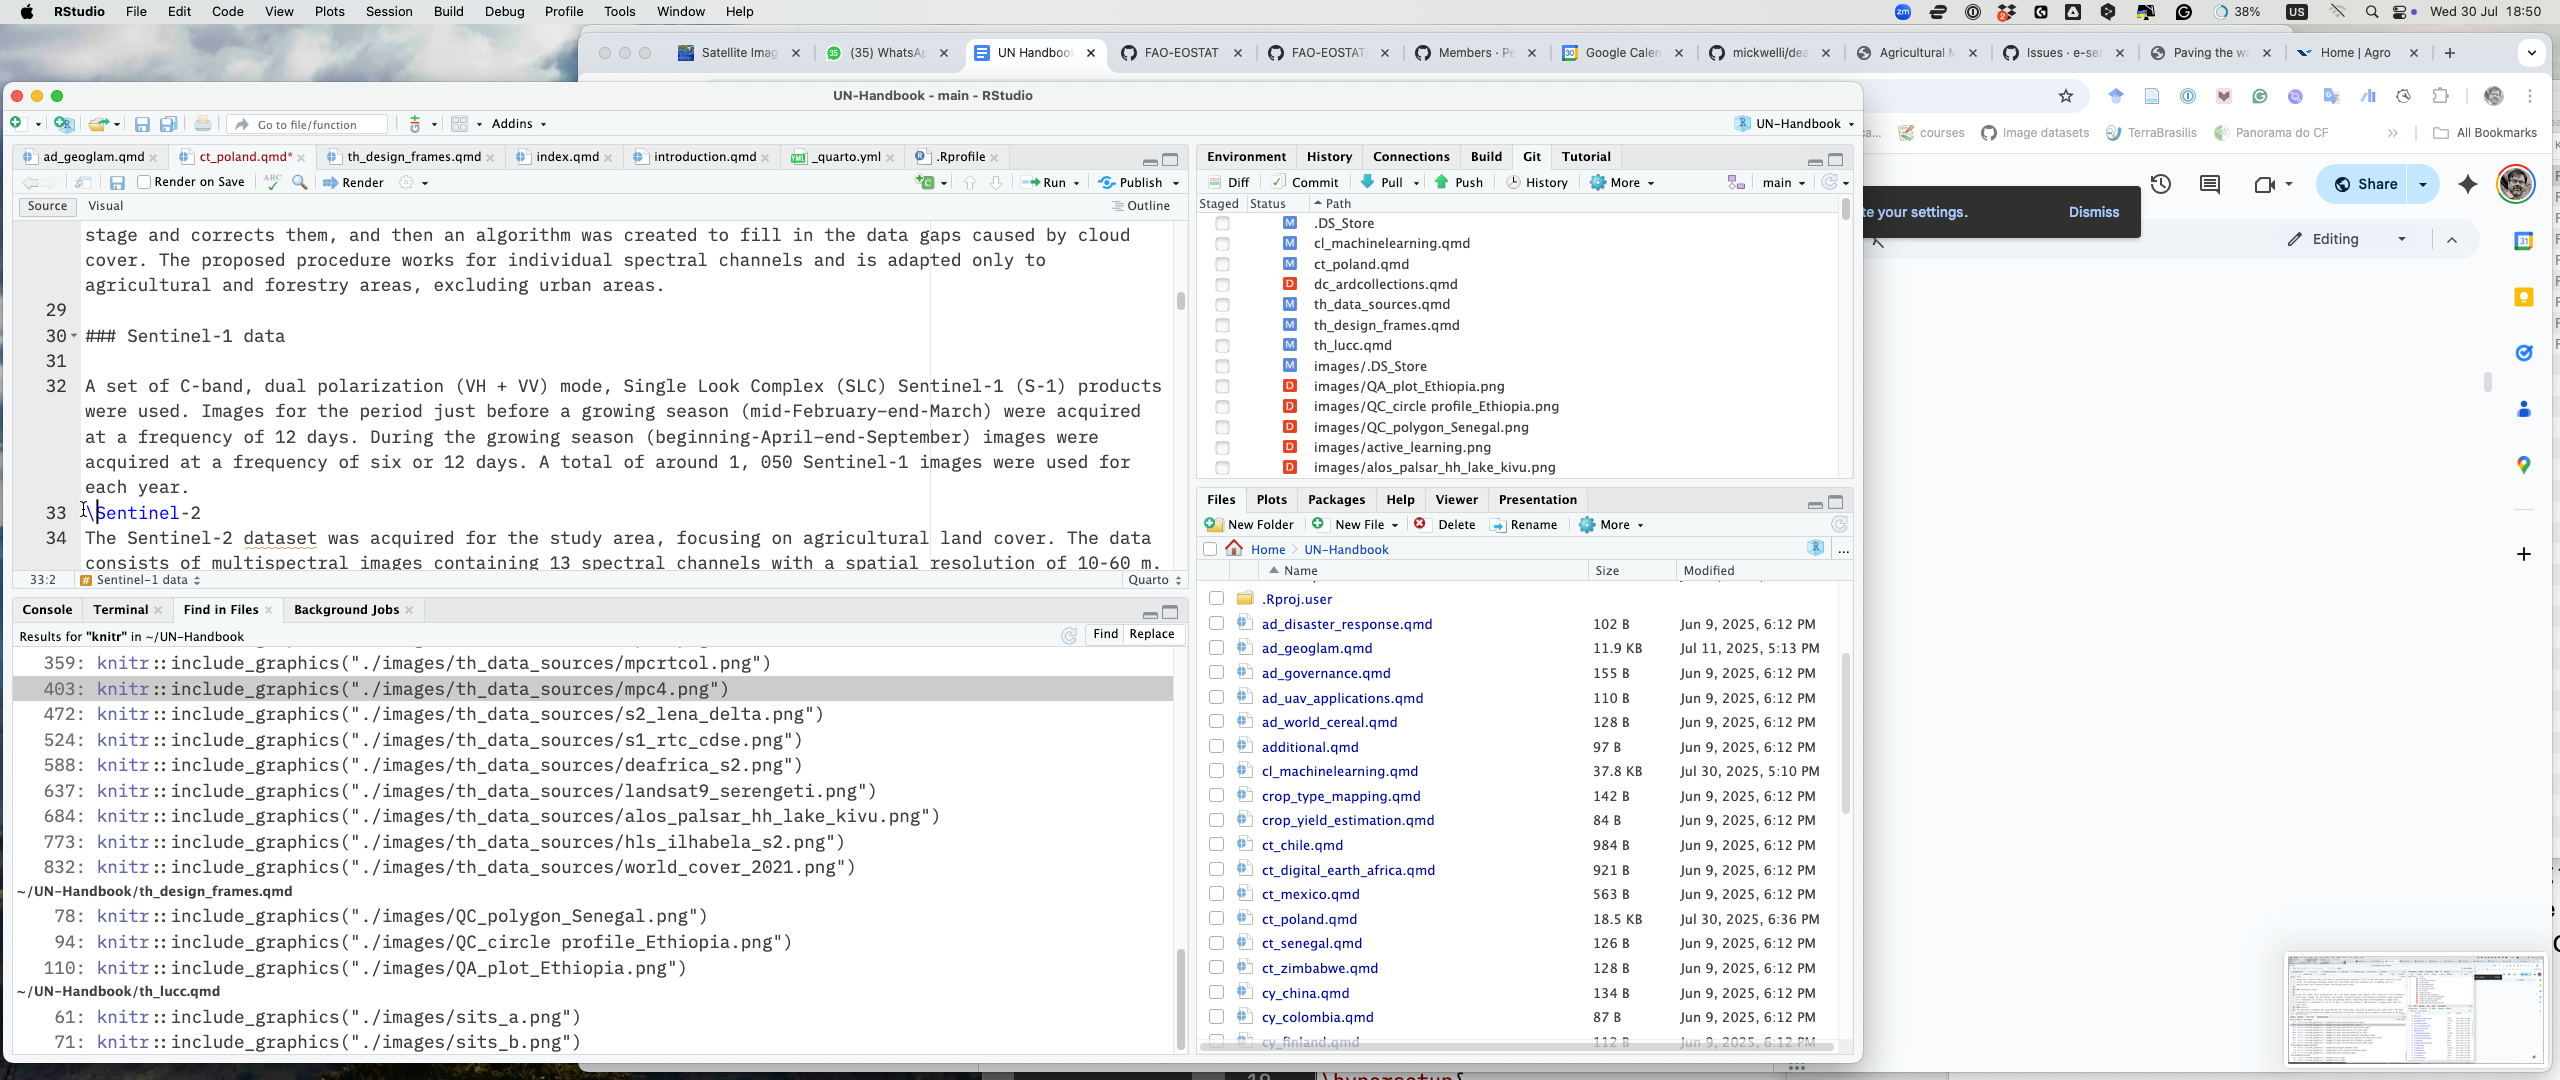 RStudio File Edit Code View Plots Session Build Debug Profile Tools Window Help
38% US Wed 30 Jul 18:50
Satellite Imag (35) WhatsAp UN Handboo FAO-EOSTAT FAO-EOSTAT Members · Pe Google Calen mickwelli/dea Agricultural M Issues · e-se Paving the wa Home | Agro
UN-Handbook - main - RStudio
Go to file/function Addins UN-Handbook
courses Image datasets TerraBrasilis Panorama do CF All Bookmarks
ad_geoglam.qmd ct_poland.qmd* th_design_frames.qmd index.qmd introduction.qmd _quarto.yml .Rprofile
Render on Save Render Run Publish
Source Visual Outline
stage and corrects them, and then an algorithm was created to fill in the data gaps caused by cloud
cover. The proposed procedure works for individual spectral channels and is adapted only to
agricultural and forestry areas, excluding urban areas.
29
30 ### Sentinel-1 data
31
32 A set of C-band, dual polarization (VH + VV) mode, Single Look Complex (SLC) Sentinel-1 (S-1) products
were used. Images for the period just before a growing season (mid-February–end-March) were acquired
at a frequency of 12 days. During the growing season (beginning-April–end-September) images were
acquired at a frequency of six or 12 days. A total of around 1, 050 Sentinel-1 images were used for
each year.
33 \Sentinel-2
34 The Sentinel-2 dataset was acquired for the study area, focusing on agricultural land cover. The data
consists of multispectral images containing 13 spectral channels with a spatial resolution of 10-60 m.
33:2 Sentinel-1 data Quarto
Console Terminal Find in Files Background Jobs
Results for "knitr" in ~/UN-Handbook Find Replace
359: knitr::include_graphics("./images/th_data_sources/mpcrtcol.png")
403: knitr::include_graphics("./images/th_data_sources/mpc4.png")
472: knitr::include_graphics("./images/th_data_sources/s2_lena_delta.png")
524: knitr::include_graphics("./images/th_data_sources/s1_rtc_cdse.png")
588: knitr::include_graphics("./images/th_data_sources/deafrica_s2.png")
637: knitr::include_graphics("./images/th_data_sources/landsat9_serengeti.png")
684: knitr::include_graphics("./images/th_data_sources/alos_palsar_hh_lake_kivu.png")
773: knitr::include_graphics("./images/th_data_sources/hls_ilhabela_s2.png")
832: knitr::include_graphics("./images/th_data_sources/world_cover_2021.png")
~/UN-Handbook/th_design_frames.qmd
78: knitr::include_graphics("./images/QC_polygon_Senegal.png")
94: knitr::include_graphics("./images/QC_circle profile_Ethiopia.png")
110: knitr::include_graphics("./images/QA_plot_Ethiopia.png")
~/UN-Handbook/th_lucc.qmd
61: knitr::include_graphics("./images/sits_a.png")
71: knitr::include_graphics("./images/sits_b.png")
Environment History Connections Build Git Tutorial
Diff Commit Pull Push History More main
Staged Status Path
M .DS_Store
M cl_machinelearning.qmd
M ct_poland.qmd
D dc_ardcollections.qmd
M th_data_sources.qmd
M th_design_frames.qmd
M th_lucc.qmd
M images/.DS_Store
D images/QA_plot_Ethiopia.png
D images/QC_circle profile_Ethiopia.png
D images/QC_polygon_Senegal.png
D images/active_learning.png
D images/alos_palsar_hh_lake_kivu.png
Files Plots Packages Help Viewer Presentation
New Folder New File Delete Rename More
Home UN-Handbook ...
Name Size Modified
.Rproj.user
ad_disaster_response.qmd 102 B Jun 9, 2025, 6:12 PM
ad_geoglam.qmd 11.9 KB Jul 11, 2025, 5:13 PM
ad_governance.qmd 155 B Jun 9, 2025, 6:12 PM
ad_uav_applications.qmd 110 B Jun 9, 2025, 6:12 PM
ad_world_cereal.qmd 128 B Jun 9, 2025, 6:12 PM
additional.qmd 97 B Jun 9, 2025, 6:12 PM
cl_machinelearning.qmd 37.8 KB Jul 30, 2025, 5:10 PM
crop_type_mapping.qmd 142 B Jun 9, 2025, 6:12 PM
crop_yield_estimation.qmd 84 B Jun 9, 2025, 6:12 PM
ct_chile.qmd 984 B Jun 9, 2025, 6:12 PM
ct_digital_earth_africa.qmd 921 B Jun 9, 2025, 6:12 PM
ct_mexico.qmd 563 B Jun 9, 2025, 6:12 PM
ct_poland.qmd 18.5 KB Jul 30, 2025, 6:36 PM
ct_senegal.qmd 126 B Jun 9, 2025, 6:12 PM
ct_zimbabwe.qmd 128 B Jun 9, 2025, 6:12 PM
cy_china.qmd 134 B Jun 9, 2025, 6:12 PM
cy_colombia.qmd 87 B Jun 9, 2025, 6:12 PM
cy_finland.qmd 112 B Jun 9, 2025, 6:12 PM
Share
te your settings. Dismiss
Editing